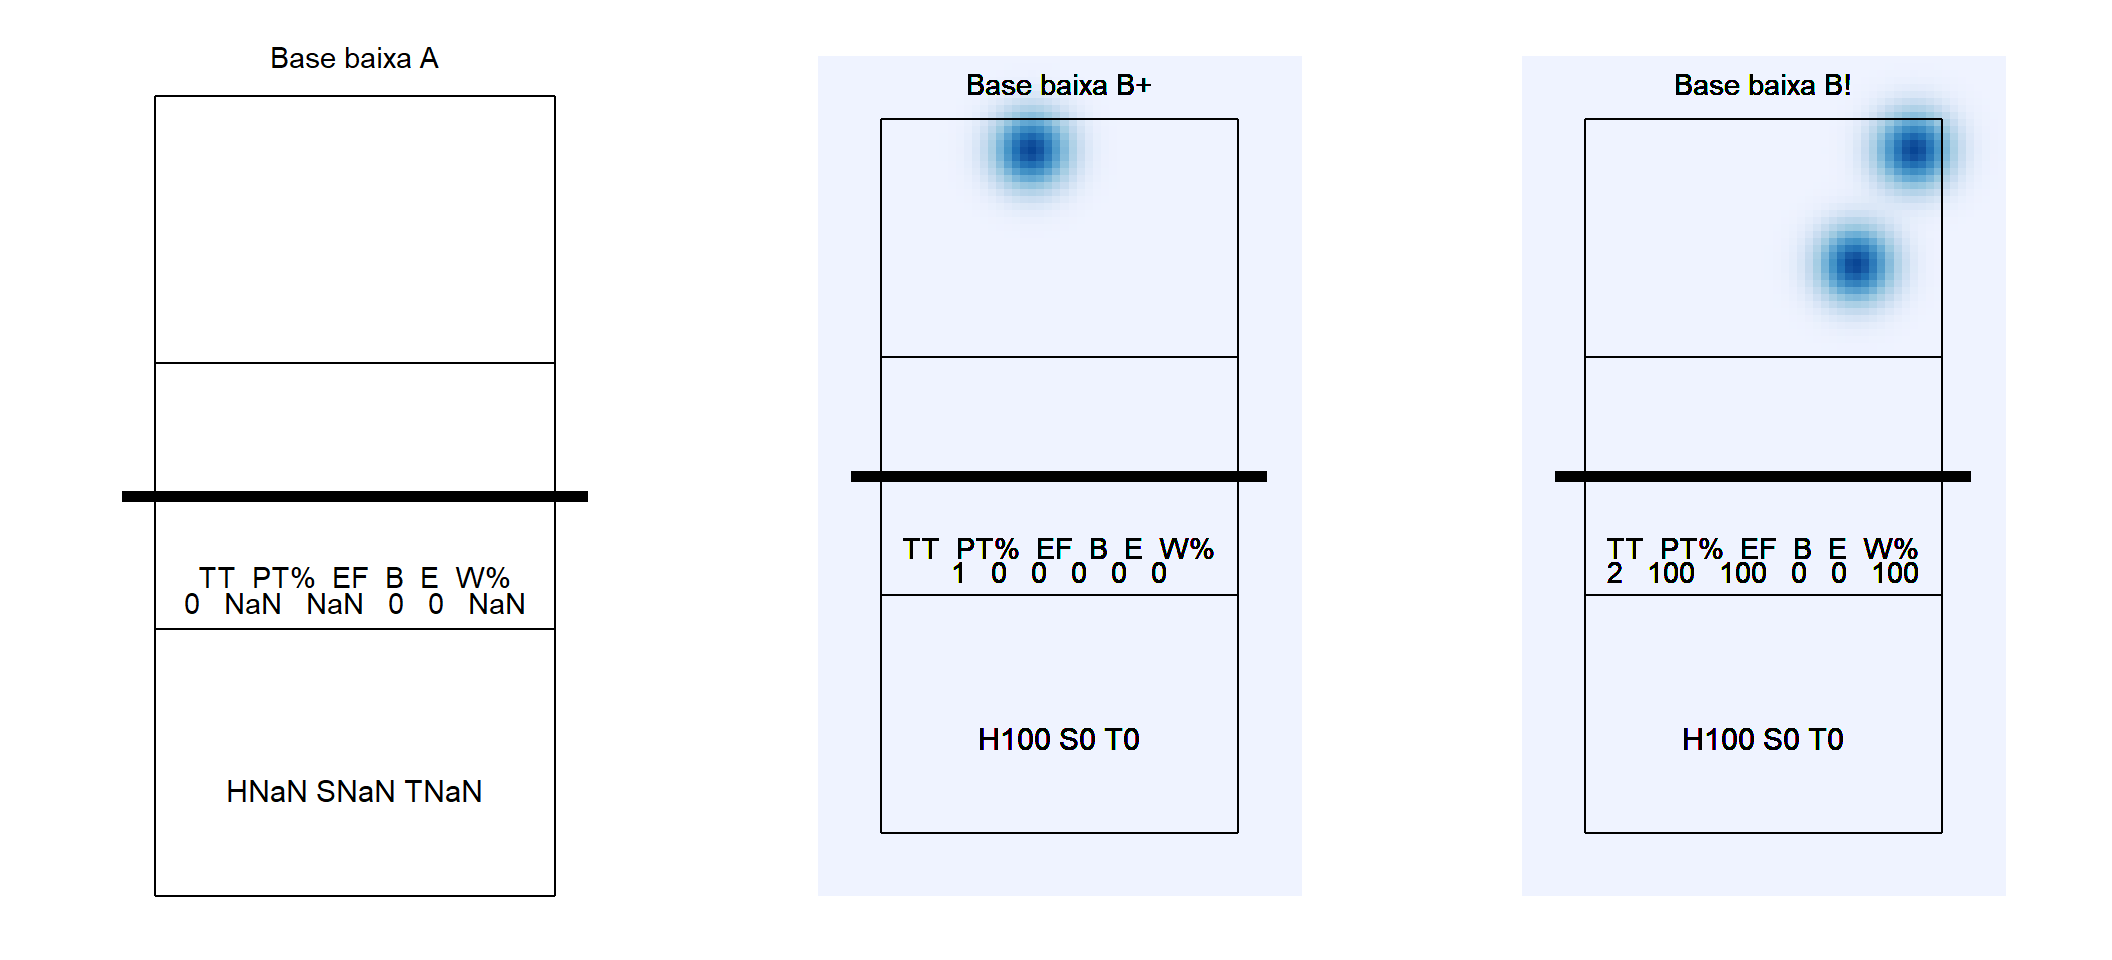 Base baixa A
TT PT% EF B E W%
0 NaN NaN 0 0 NaN
HNaN SNaN TNaN
Base baixa B+
TT PT% EF B E W%
1 0 0 0 0 0
H100 S0 T0
Base baixa B!
TT PT% EF B E W%
2 100 100 0 0 100
H100 S0 T0